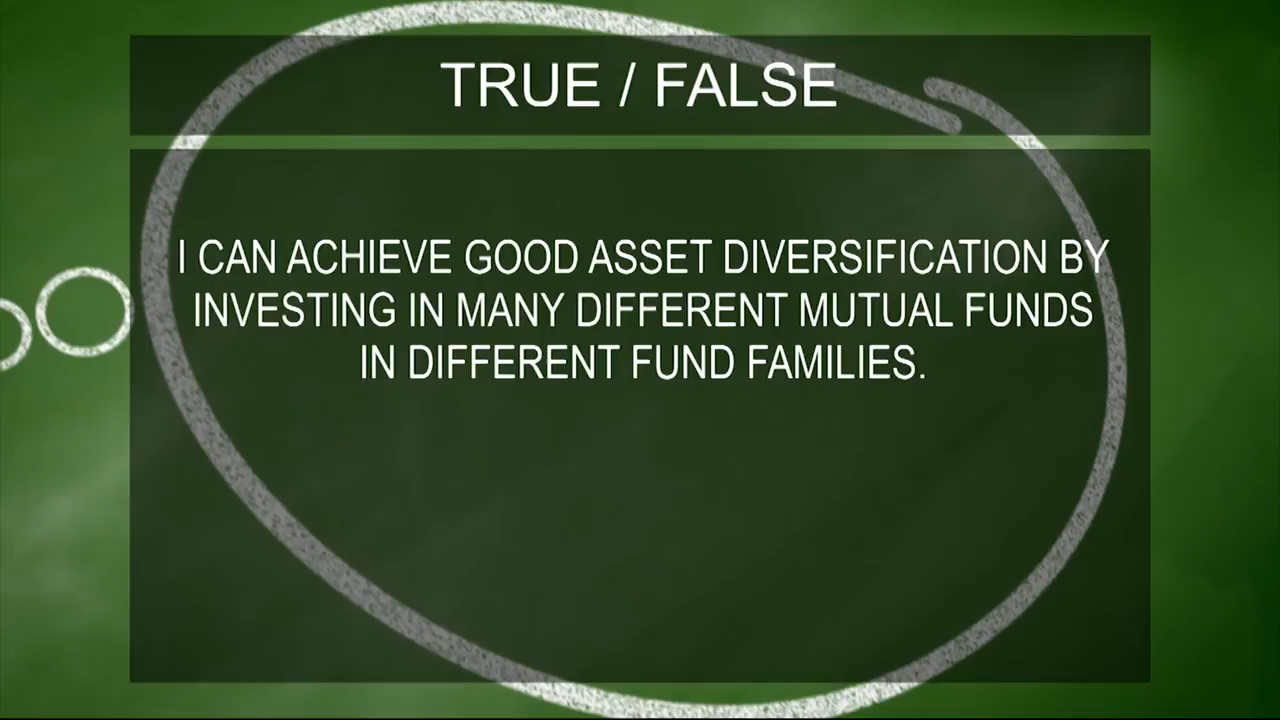 TRUE / FALSE
I CAN ACHIEVE GOOD ASSET DIVERSIFICATION BY
INVESTING IN MANY DIFFERENT MUTUAL FUNDS
IN DIFFERENT FUND FAMILIES.